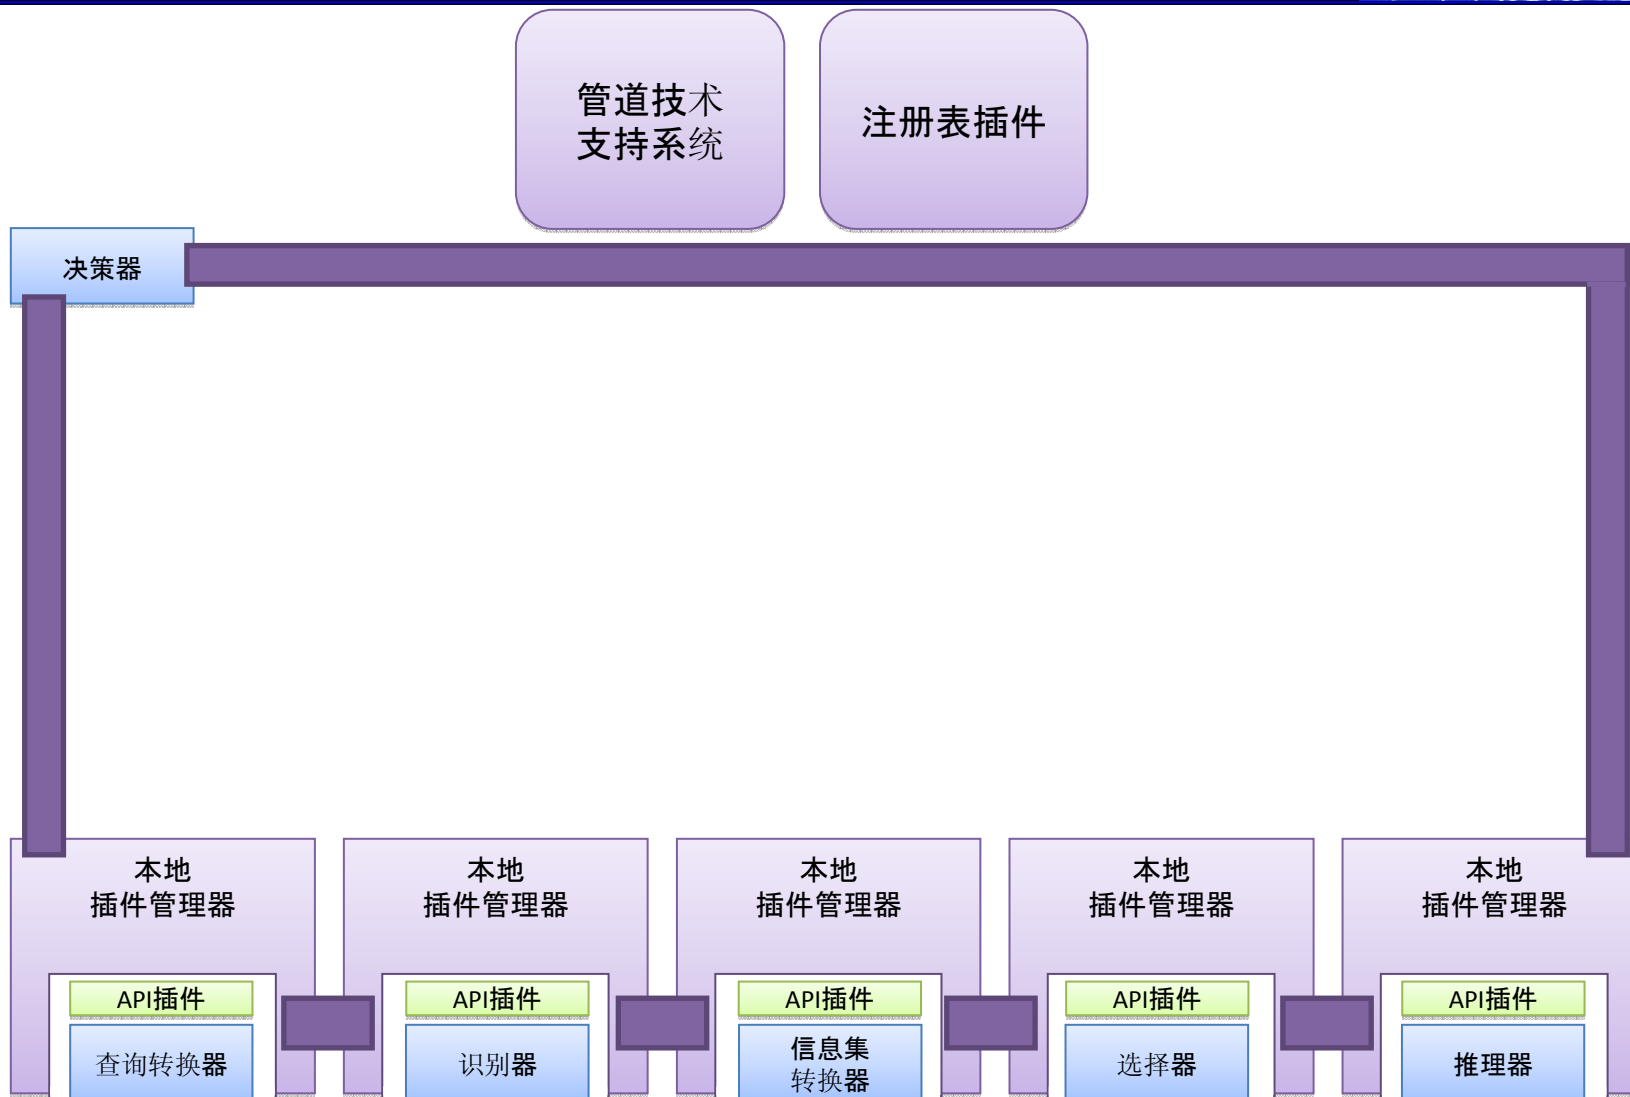 管道技术
支持系统
注册表插件
决策器
本地
插件管理器
本地
插件管理器
本地
插件管理器
本地
插件管理器
本地
插件管理器
API插件
API插件
API插件
API插件
API插件
查询转换器
识别器
信息集
转换器
选择器
推理器